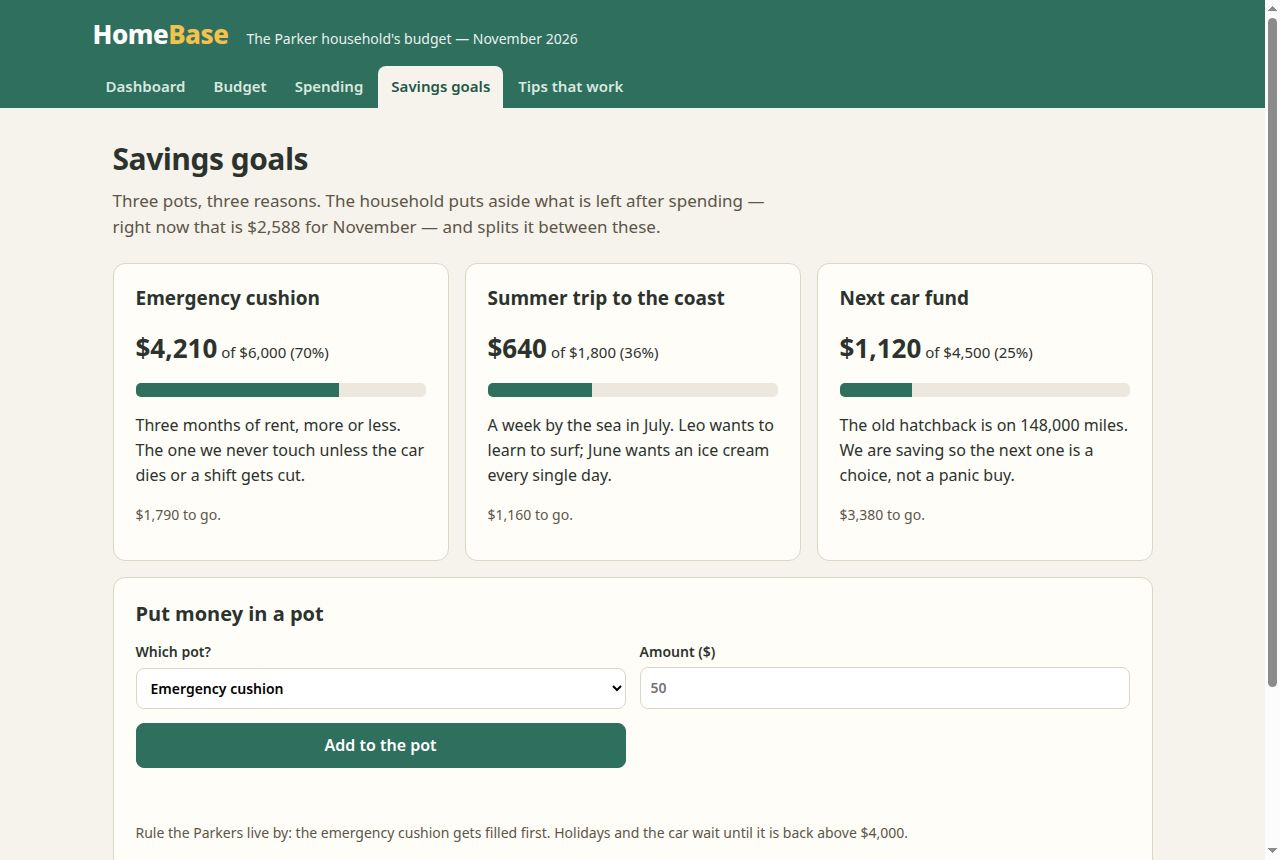 HomeBase The Parker household's budget — November 2026
Dashboard Budget Spending Savings goals Tips that work
Savings goals
Three pots, three reasons. The household puts aside what is left after spending —
right now that is $2,588 for November — and splits it between these.
Emergency cushion
$4,210 of $6,000 (70%)
Three months of rent, more or less.
The one we never touch unless the car
dies or a shift gets cut.
$1,790 to go.
Summer trip to the coast
$640 of $1,800 (36%)
A week by the sea in July. Leo wants to
learn to surf; June wants an ice cream
every single day.
$1,160 to go.
Next car fund
$1,120 of $4,500 (25%)
The old hatchback is on 148,000 miles.
We are saving so the next one is a
choice, not a panic buy.
$3,380 to go.
Put money in a pot
Which pot?
Emergency cushion
Amount ($)
50
Add to the pot
Rule the Parkers live by: the emergency cushion gets filled first. Holidays and the car wait until it is back above $4,000.